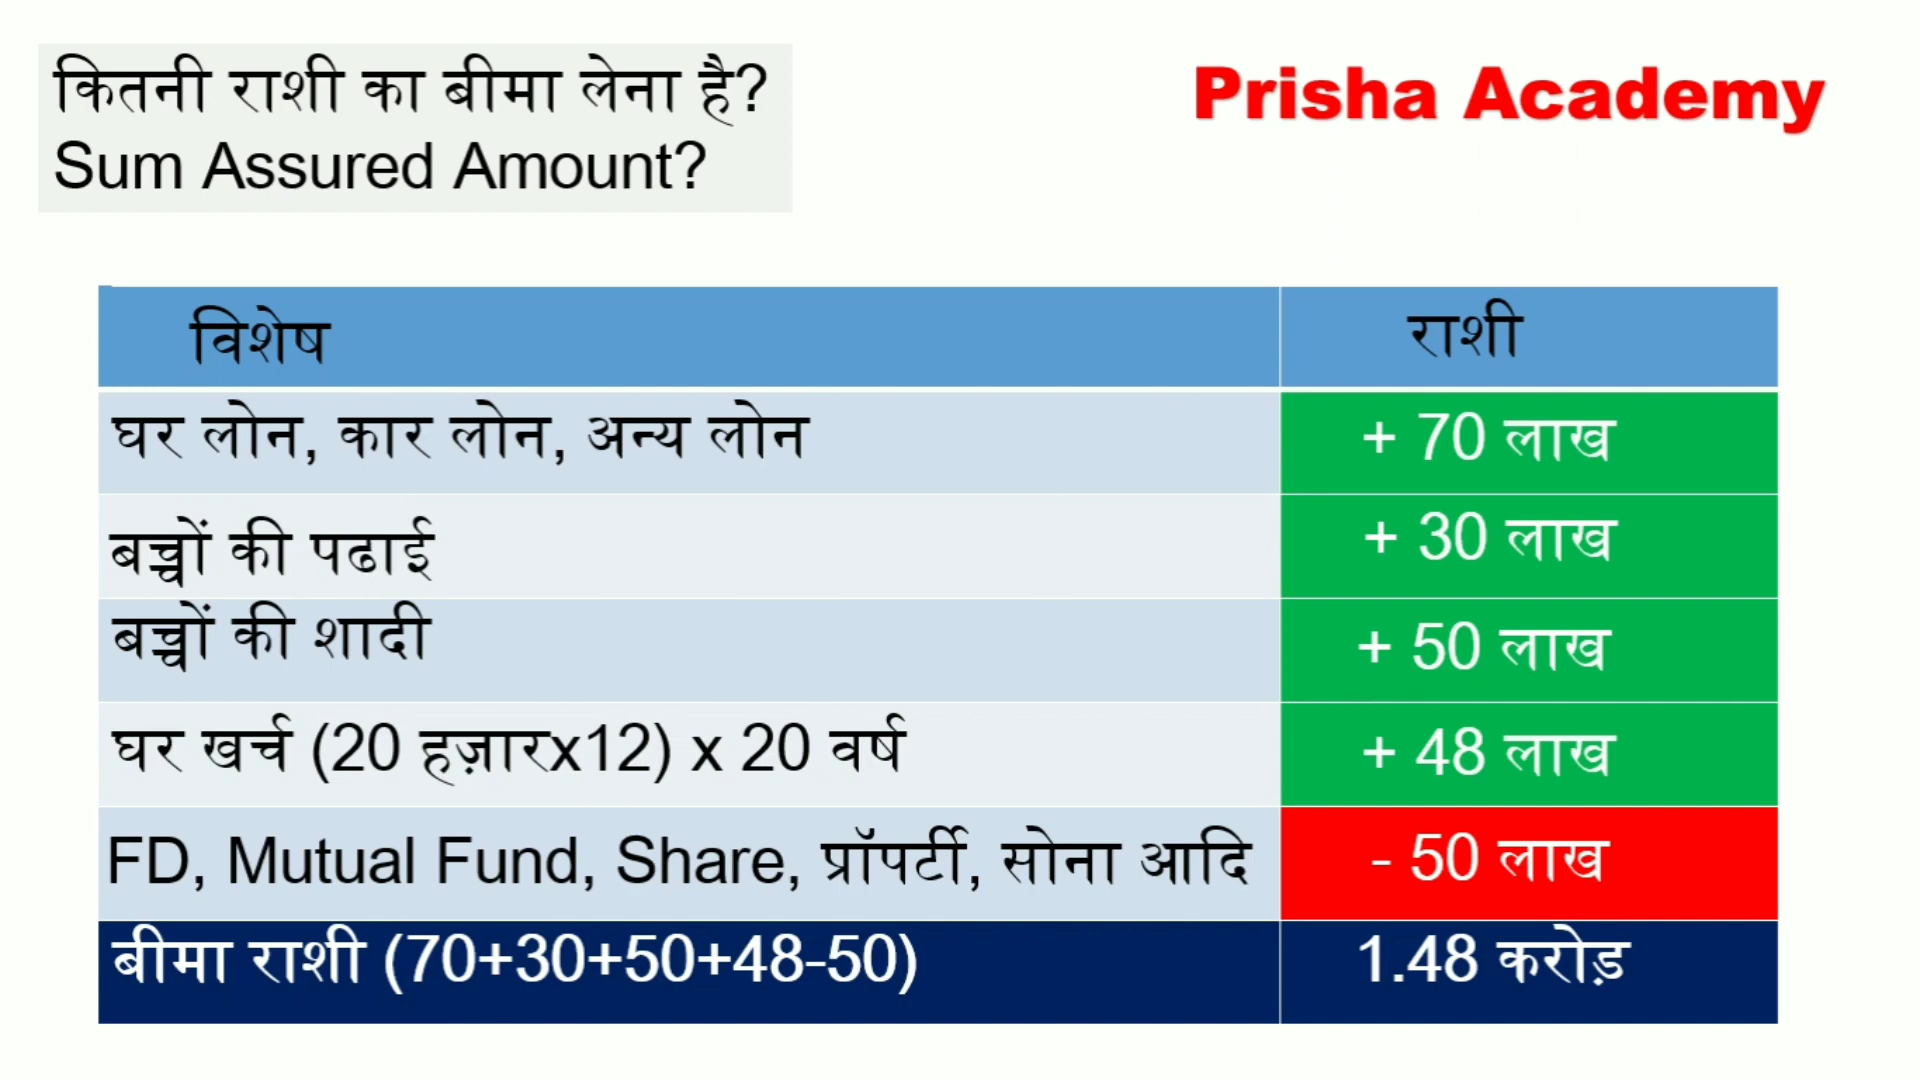 कितनी राशी का बीमा लेना है?
Sum Assured Amount?
Prisha Academy
विशेष राशी
घर लोन, कार लोन, अन्य लोन + 70 लाख
बच्चों की पढाई + 30 लाख
बच्चों की शादी + 50 लाख
घर खर्च (20 हज़ारx12) x 20 वर्ष + 48 लाख
FD, Mutual Fund, Share, प्रॉपर्टी, सोना आदि - 50 लाख
बीमा राशी (70+30+50+48-50) 1.48 करोड़